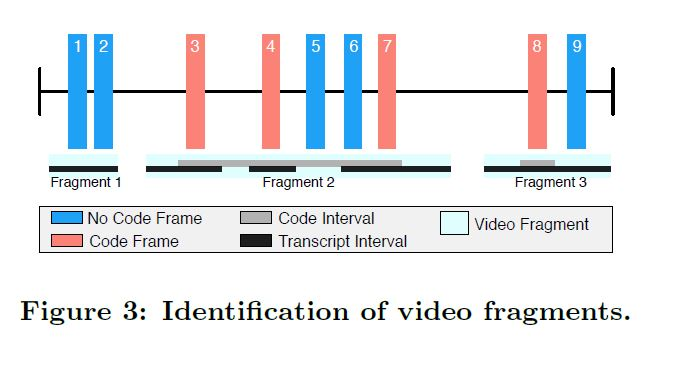 1 2 3 4 5 6 7 8 9
Fragment 1 Fragment 2 Fragment 3
No Code Frame Code Interval Video Fragment
Code Frame Transcript Interval
Figure 3: Identification of video fragments.